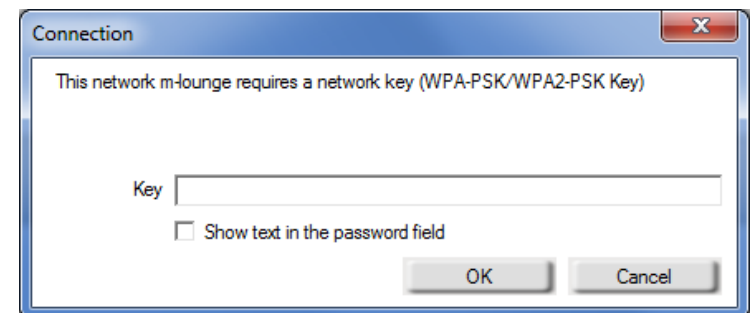 Connection
This network m-lounge requires a network key (WPA-PSK/WPA2-PSK Key)
Key
Show text in the password field
OK Cancel